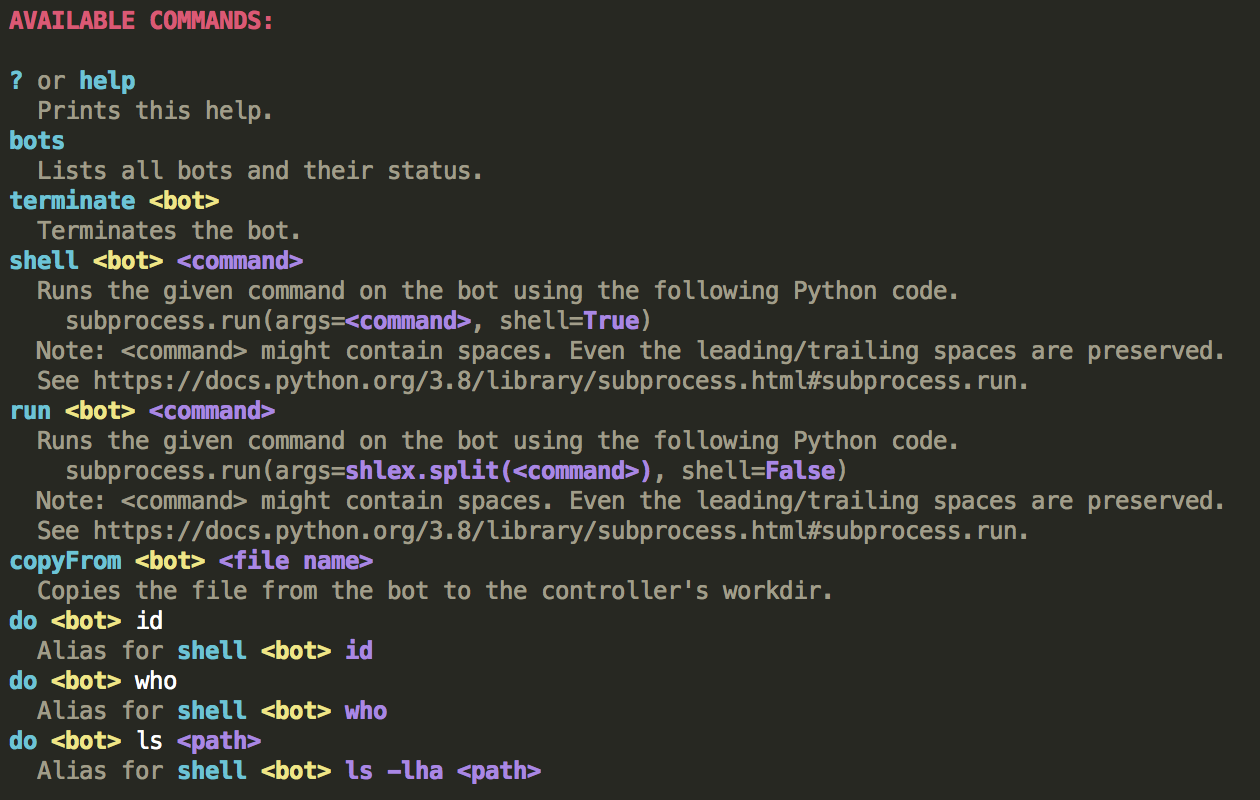 AVAILABLE COMMANDS:
? or help
Prints this help.
bots
Lists all bots and their status.
terminate <bot>
Terminates the bot.
shell <bot> <command>
Runs the given command on the bot using the following Python code.
subprocess.run(args=<command>, shell=True)
Note: <command> might contain spaces. Even the leading/trailing spaces are preserved.
See https://docs.python.org/3.8/library/subprocess.html#subprocess.run.
run <bot> <command>
Runs the given command on the bot using the following Python code.
subprocess.run(args=shlex.split(<command>), shell=False)
Note: <command> might contain spaces. Even the leading/trailing spaces are preserved.
See https://docs.python.org/3.8/library/subprocess.html#subprocess.run.
copyFrom <bot> <file name>
Copies the file from the bot to the controller's workdir.
do <bot> id
Alias for shell <bot> id
do <bot> who
Alias for shell <bot> who
do <bot> ls <path>
Alias for shell <bot> ls -lha <path>